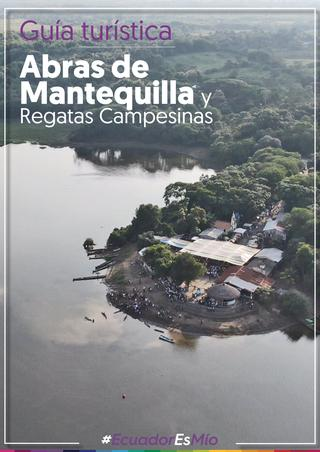 Guía turística
Abras de
Mantequilla y
Regatas Campesinas
#EcuadorEsMío